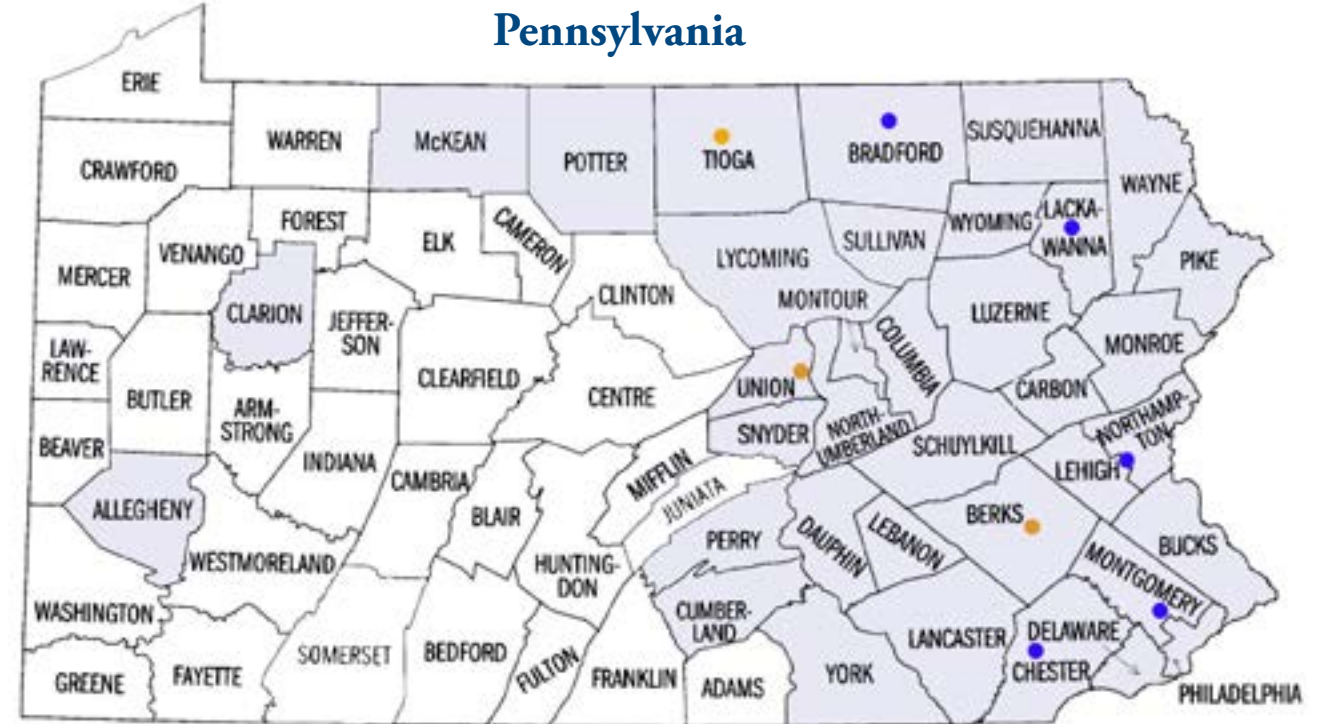 Pennsylvania
ERIE
CRAWFORD
WARREN
McKEAN
POTTER
TIOGA
BRADFORD
SUSQUEHANNA
WAYNE
FOREST
VENANGO
MERCER
ELK
CAMERON
LYCOMING
SULLIVAN
WYOMING
LACKA-
WANNA
PIKE
CLARION
JEFFER-
SON
CLINTON
MONTOUR
COLUMBIA
LUZERNE
MONROE
LAW-
RENCE
BUTLER
ARM-
STRONG
CLEARFIELD
CENTRE
UNION
CARBON
BEAVER
INDIANA
SNYDER
NORTH-
UMBERLAND
SCHUYLKILL
NORTHAMP-
TON
LEHIGH
ALLEGHENY
CAMBRIA
BLAIR
MIFFLIN
JUNIATA
PERRY
DAUPHIN
LEBANON
BERKS
MONTGOMERY
BUCKS
WESTMORELAND
HUNTING-
DON
WASHINGTON
CUMBER-
LAND
LANCASTER
DELAWARE
CHESTER
GREENE
FAYETTE
SOMERSET
BEDFORD
FULTON
FRANKLIN
ADAMS
YORK
PHILADELPHIA